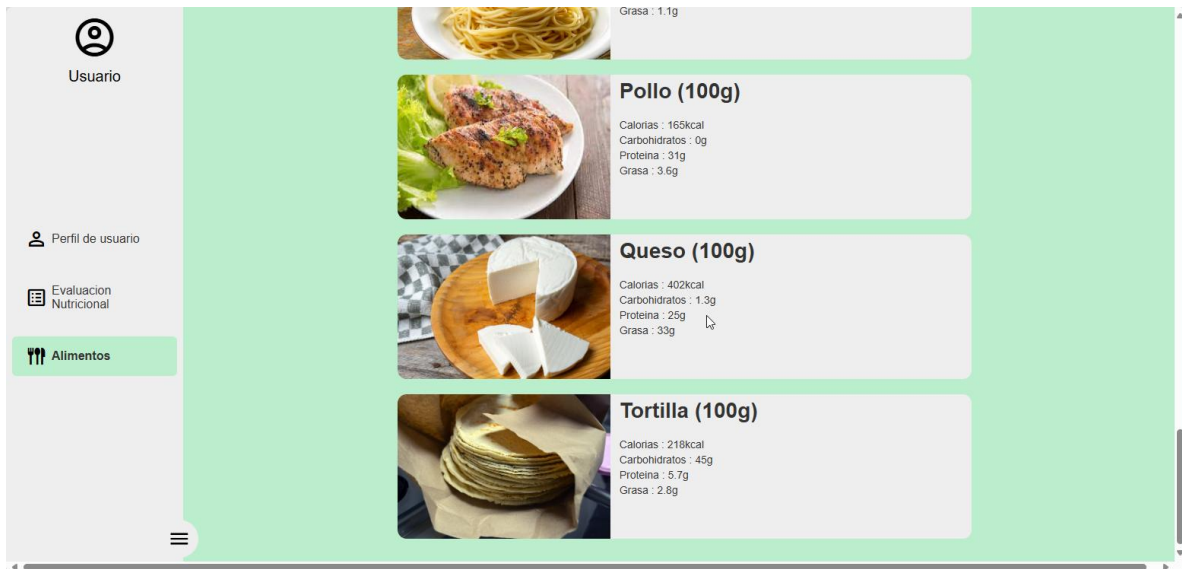 Usuario
Perfil de usuario
Evaluacion
Nutricional
Alimentos
Grasa : 1.1g
Pollo (100g)
Calorias : 165kcal
Carbohidratos : 0g
Proteina : 31g
Grasa : 3.6g
Queso (100g)
Calorias : 402kcal
Carbohidratos : 1.3g
Proteina : 25g
Grasa : 33g
Tortilla (100g)
Calorias : 218kcal
Carbohidratos : 45g
Proteina : 5.7g
Grasa : 2.8g